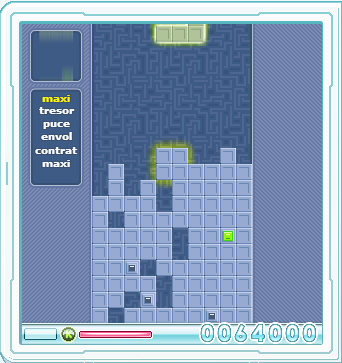 maxi
tresor
puce
envol
contrat
maxi
0064000